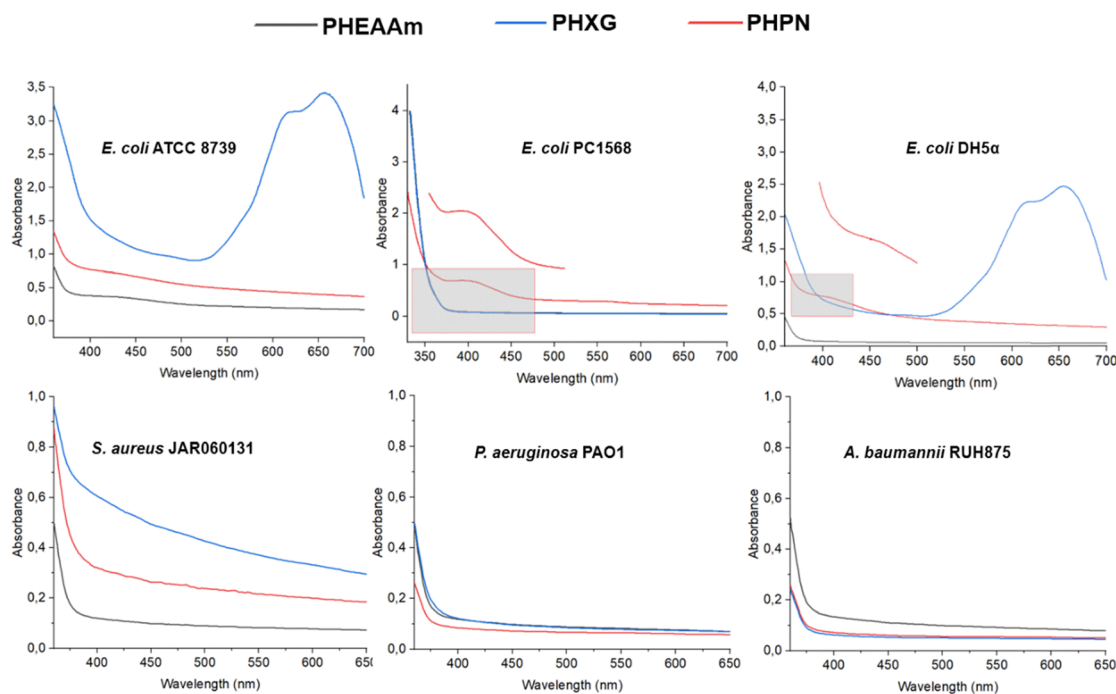 PHEAAm PHXG PHPN
E. coli ATCC 8739
Absorbance
3,5
3,0
2,5
2,0
1,5
1,0
0,5
0,0
400 450 500 550 600 650 700
Wavelength (nm)
E. coli PC1568
Absorbance
4
3
2
1
0
350 400 450 500 550 600 650 700
Wavelength (nm)
E. coli DH5α
Absorbance
4,0
3,5
3,0
2,5
2,0
1,5
1,0
0,5
0,0
400 450 500 550 600 650 700
Wavelength (nm)
S. aureus JAR060131
Absorbance
1,0
0,8
0,6
0,4
0,2
0,0
400 450 500 550 600 650
Wavelength (nm)
P. aeruginosa PAO1
Absorbance
1,0
0,8
0,6
0,4
0,2
0,0
400 450 500 550 600 650
Wavelength (nm)
A. baumannii RUH875
Absorbance
1,0
0,8
0,6
0,4
0,2
0,0
400 450 500 550 600 650
Wavelength (nm)